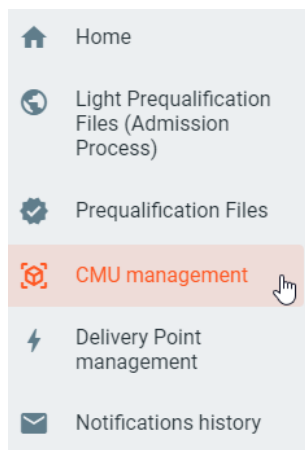 Home
Light Prequalification
Files (Admission
Process)
Prequalification Files
CMU management
Delivery Point
management
Notifications history